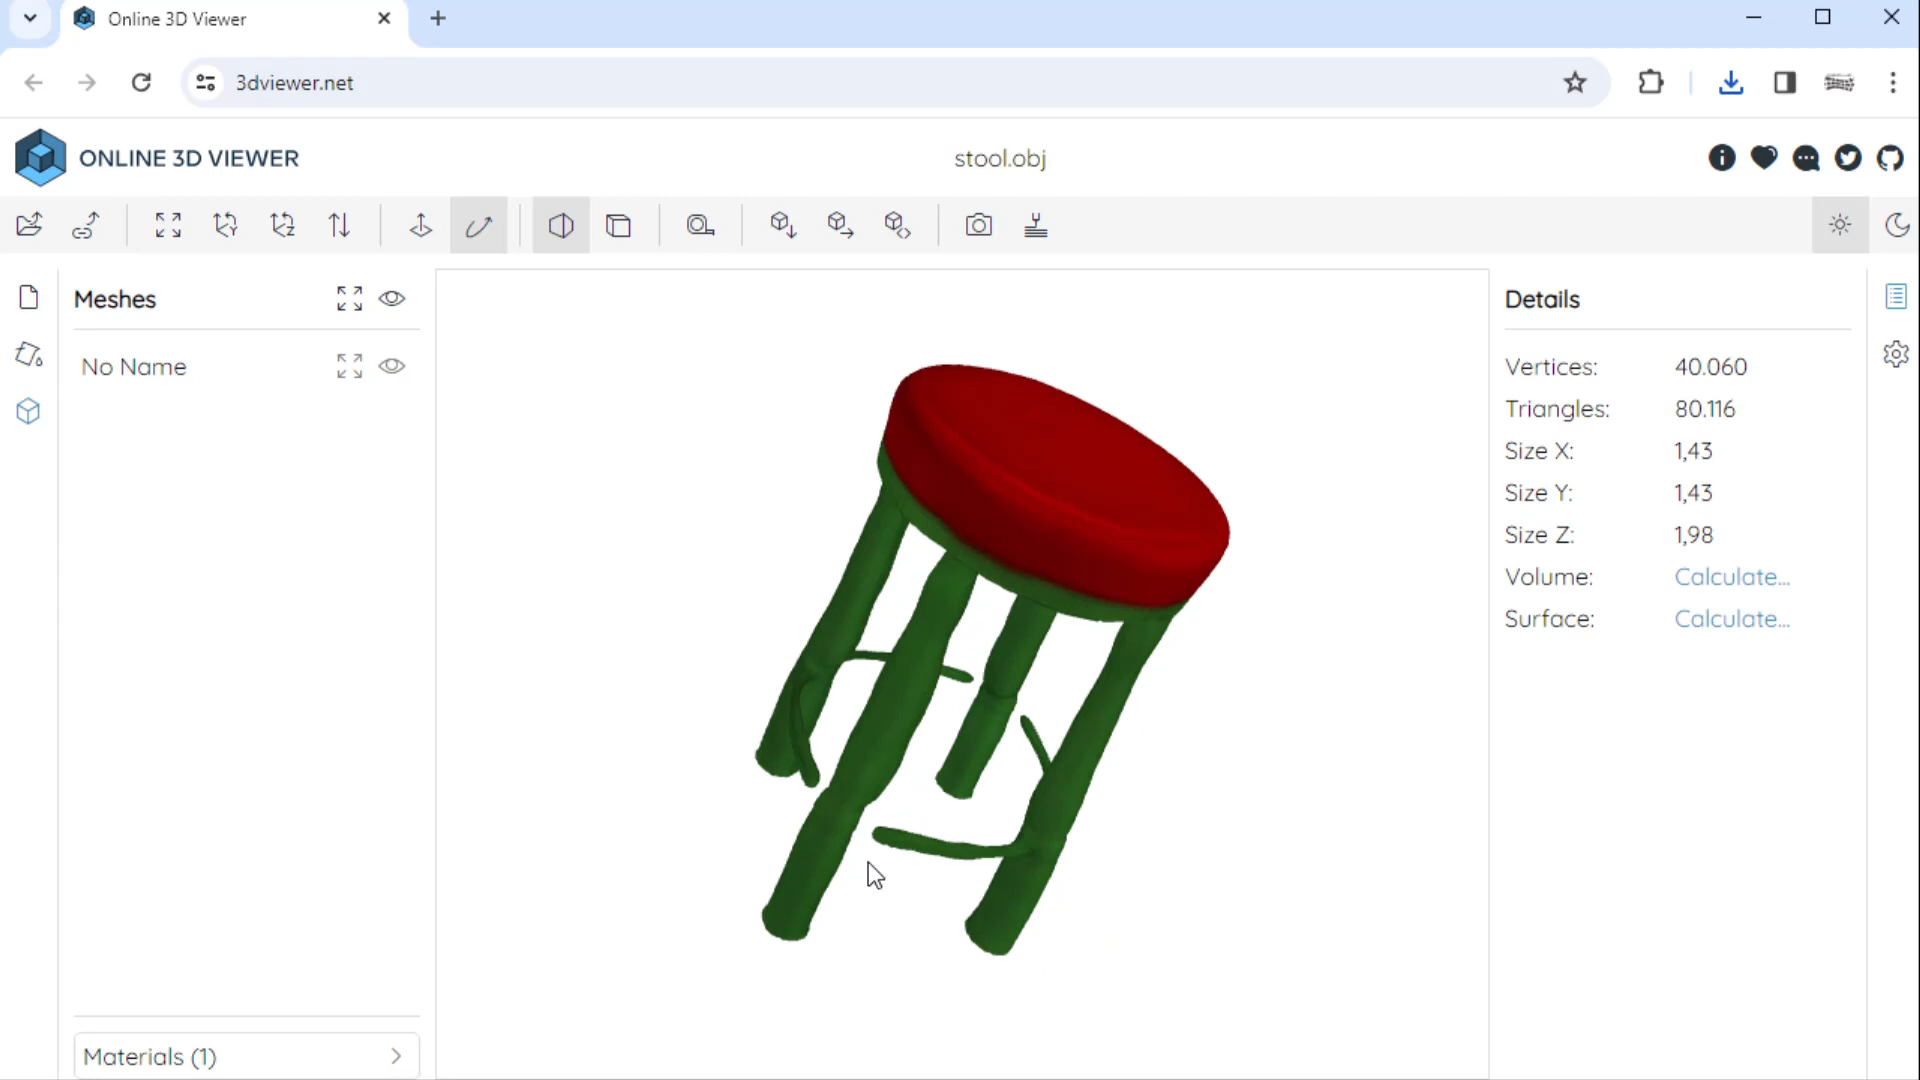 Online 3D Viewer
3dviewer.net
ONLINE 3D VIEWER
stool.obj
Meshes
No Name
Materials (1)
Details
Vertices: 40.060
Triangles: 80.116
Size X: 1,43
Size Y: 1,43
Size Z: 1,98
Volume: Calculate...
Surface: Calculate...